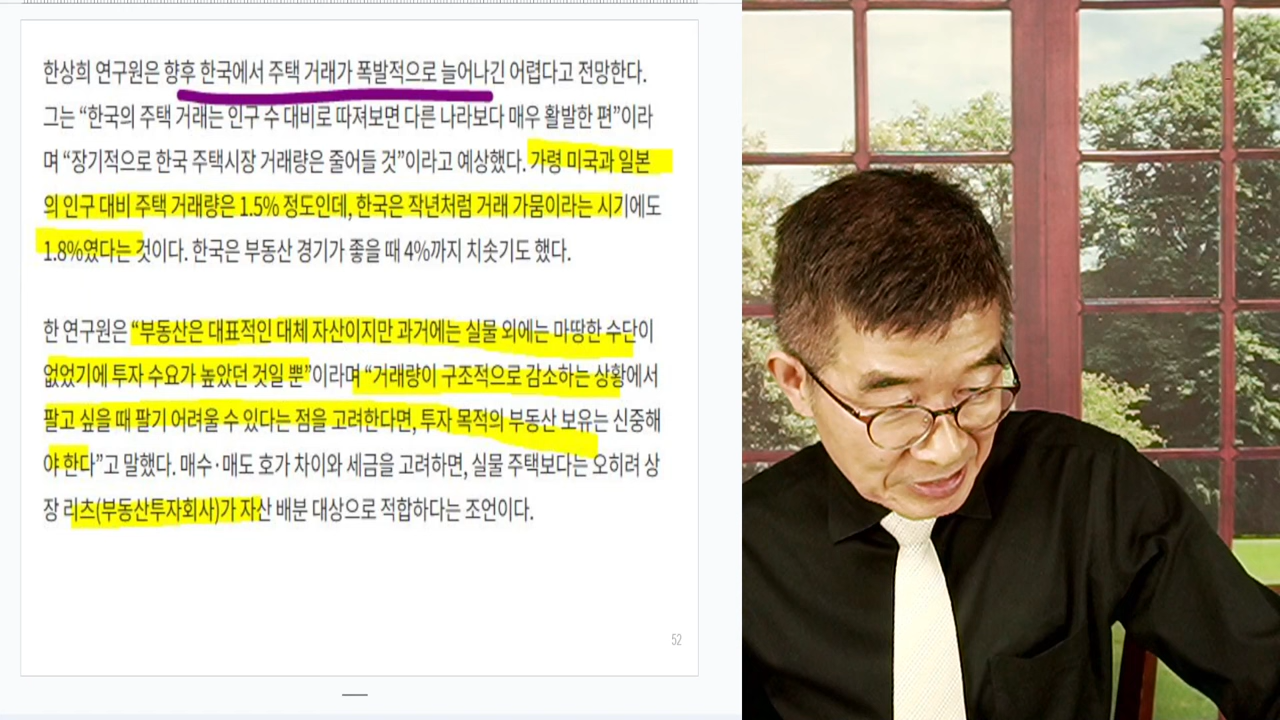 한상희 연구원은 향후 한국에서 주택 거래가 폭발적으로 늘어나긴 어렵다고 전망한다.
그는 “한국의 주택 거래는 인구 수 대비로 따져보면 다른 나라보다 매우 활발한 편”이라
며 “장기적으로 한국 주택시장 거래량은 줄어들 것”이라고 예상했다. 가령 미국과 일본
의 인구 대비 주택 거래량은 1.5% 정도인데, 한국은 작년처럼 거래 가뭄이라는 시기에도
1.8%였다는 것이다. 한국은 부동산 경기가 좋을 때 4%까지 치솟기도 했다.
한 연구원은 “부동산은 대표적인 대체 자산이지만 과거에는 실물 외에는 마땅한 수단이
없었기에 투자 수요가 높았던 것일 뿐”이라며 “거래량이 구조적으로 감소하는 상황에서
팔고 싶을 때 팔기 어려울 수 있다는 점을 고려한다면, 투자 목적의 부동산 보유는 신중해
야 한다”고 말했다. 매수·매도 호가 차이와 세금을 고려하면, 실물 주택보다는 오히려 상
장 리츠(부동산투자회사)가 자산 배분 대상으로 적합하다는 조언이다.
52